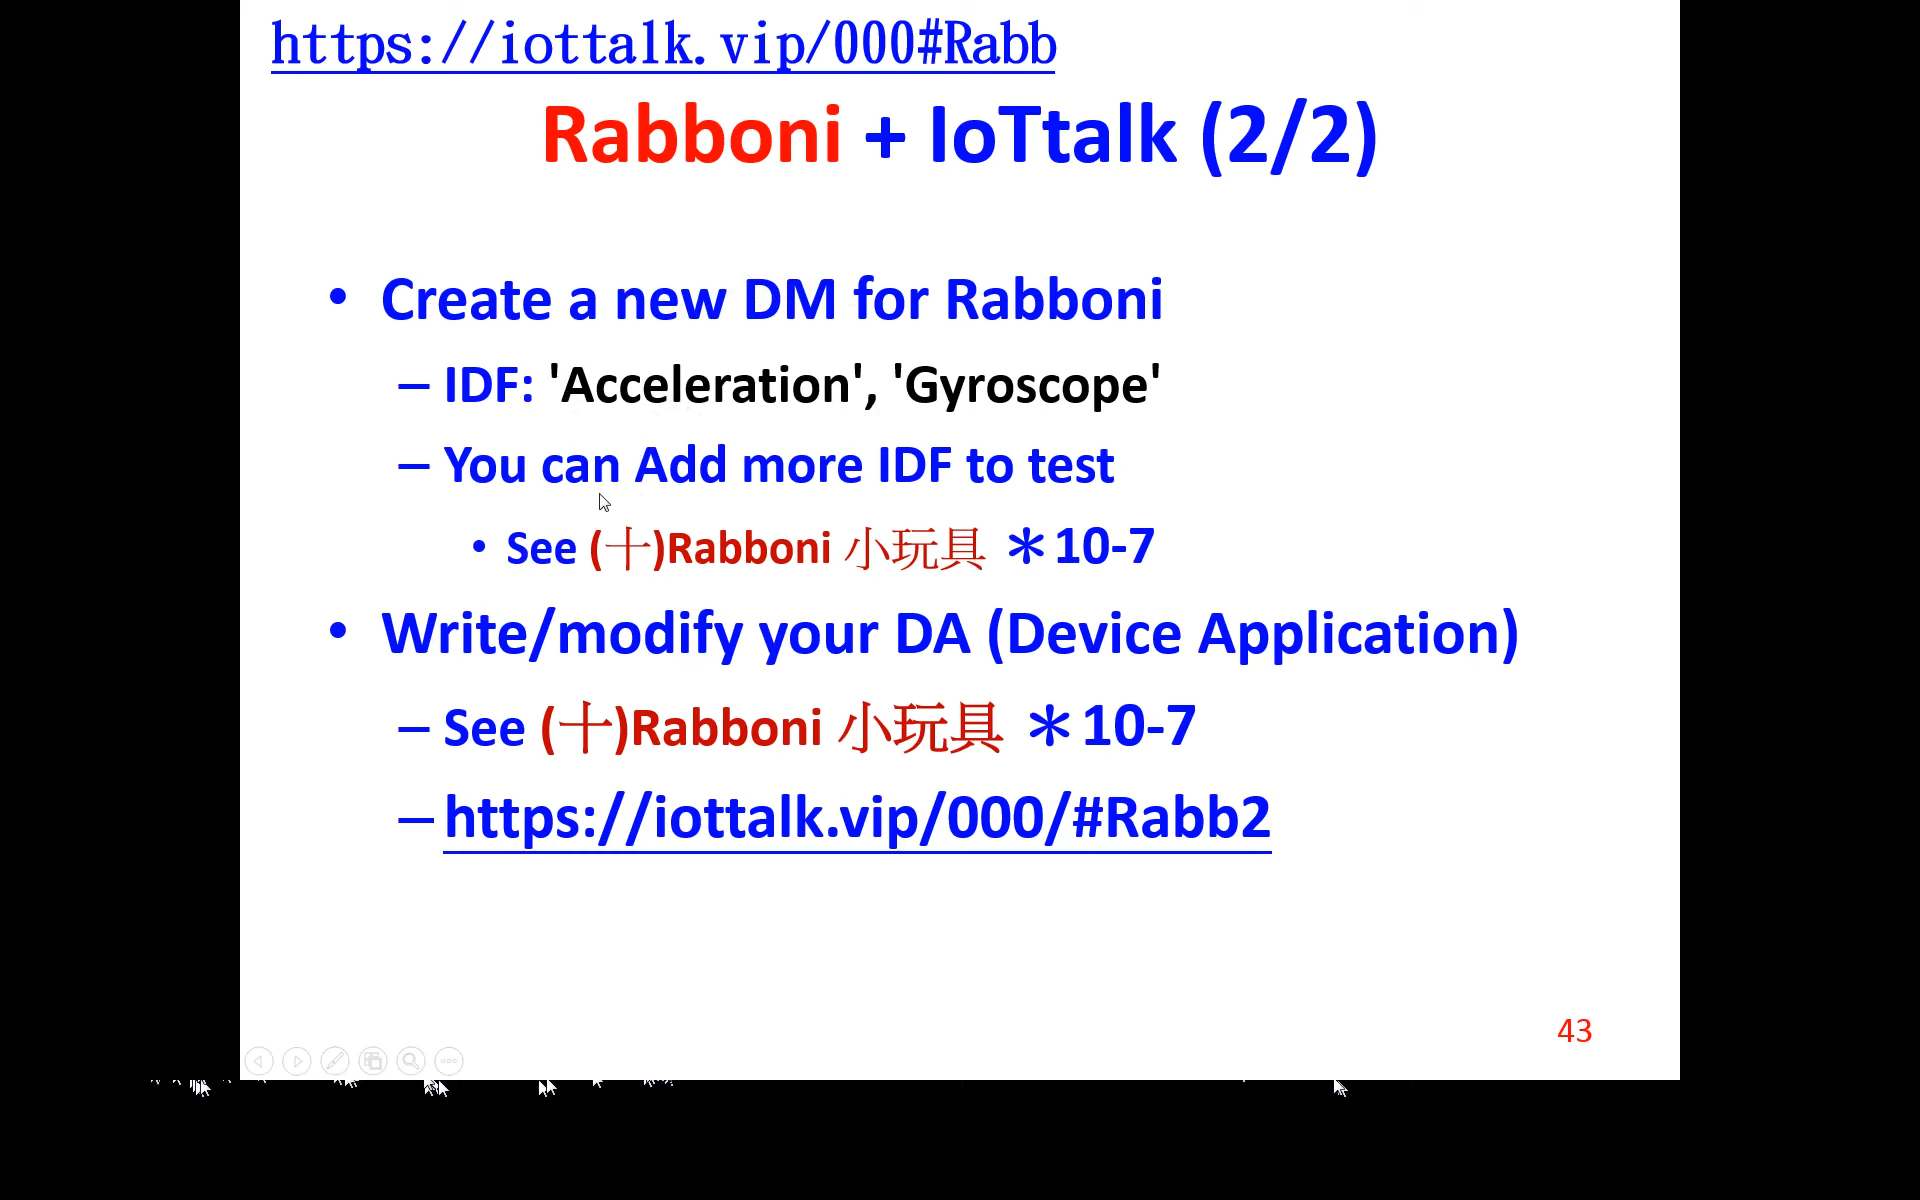 https://iottalk.vip/000#Rabb
Rabboni + IoTtalk (2/2)
• Create a new DM for Rabboni
– IDF: 'Acceleration', 'Gyroscope'
– You can Add more IDF to test
• See (十)Rabboni 小玩具 ＊10-7
• Write/modify your DA (Device Application)
– See (十)Rabboni 小玩具 ＊10-7
– https://iottalk.vip/000/#Rabb2
43